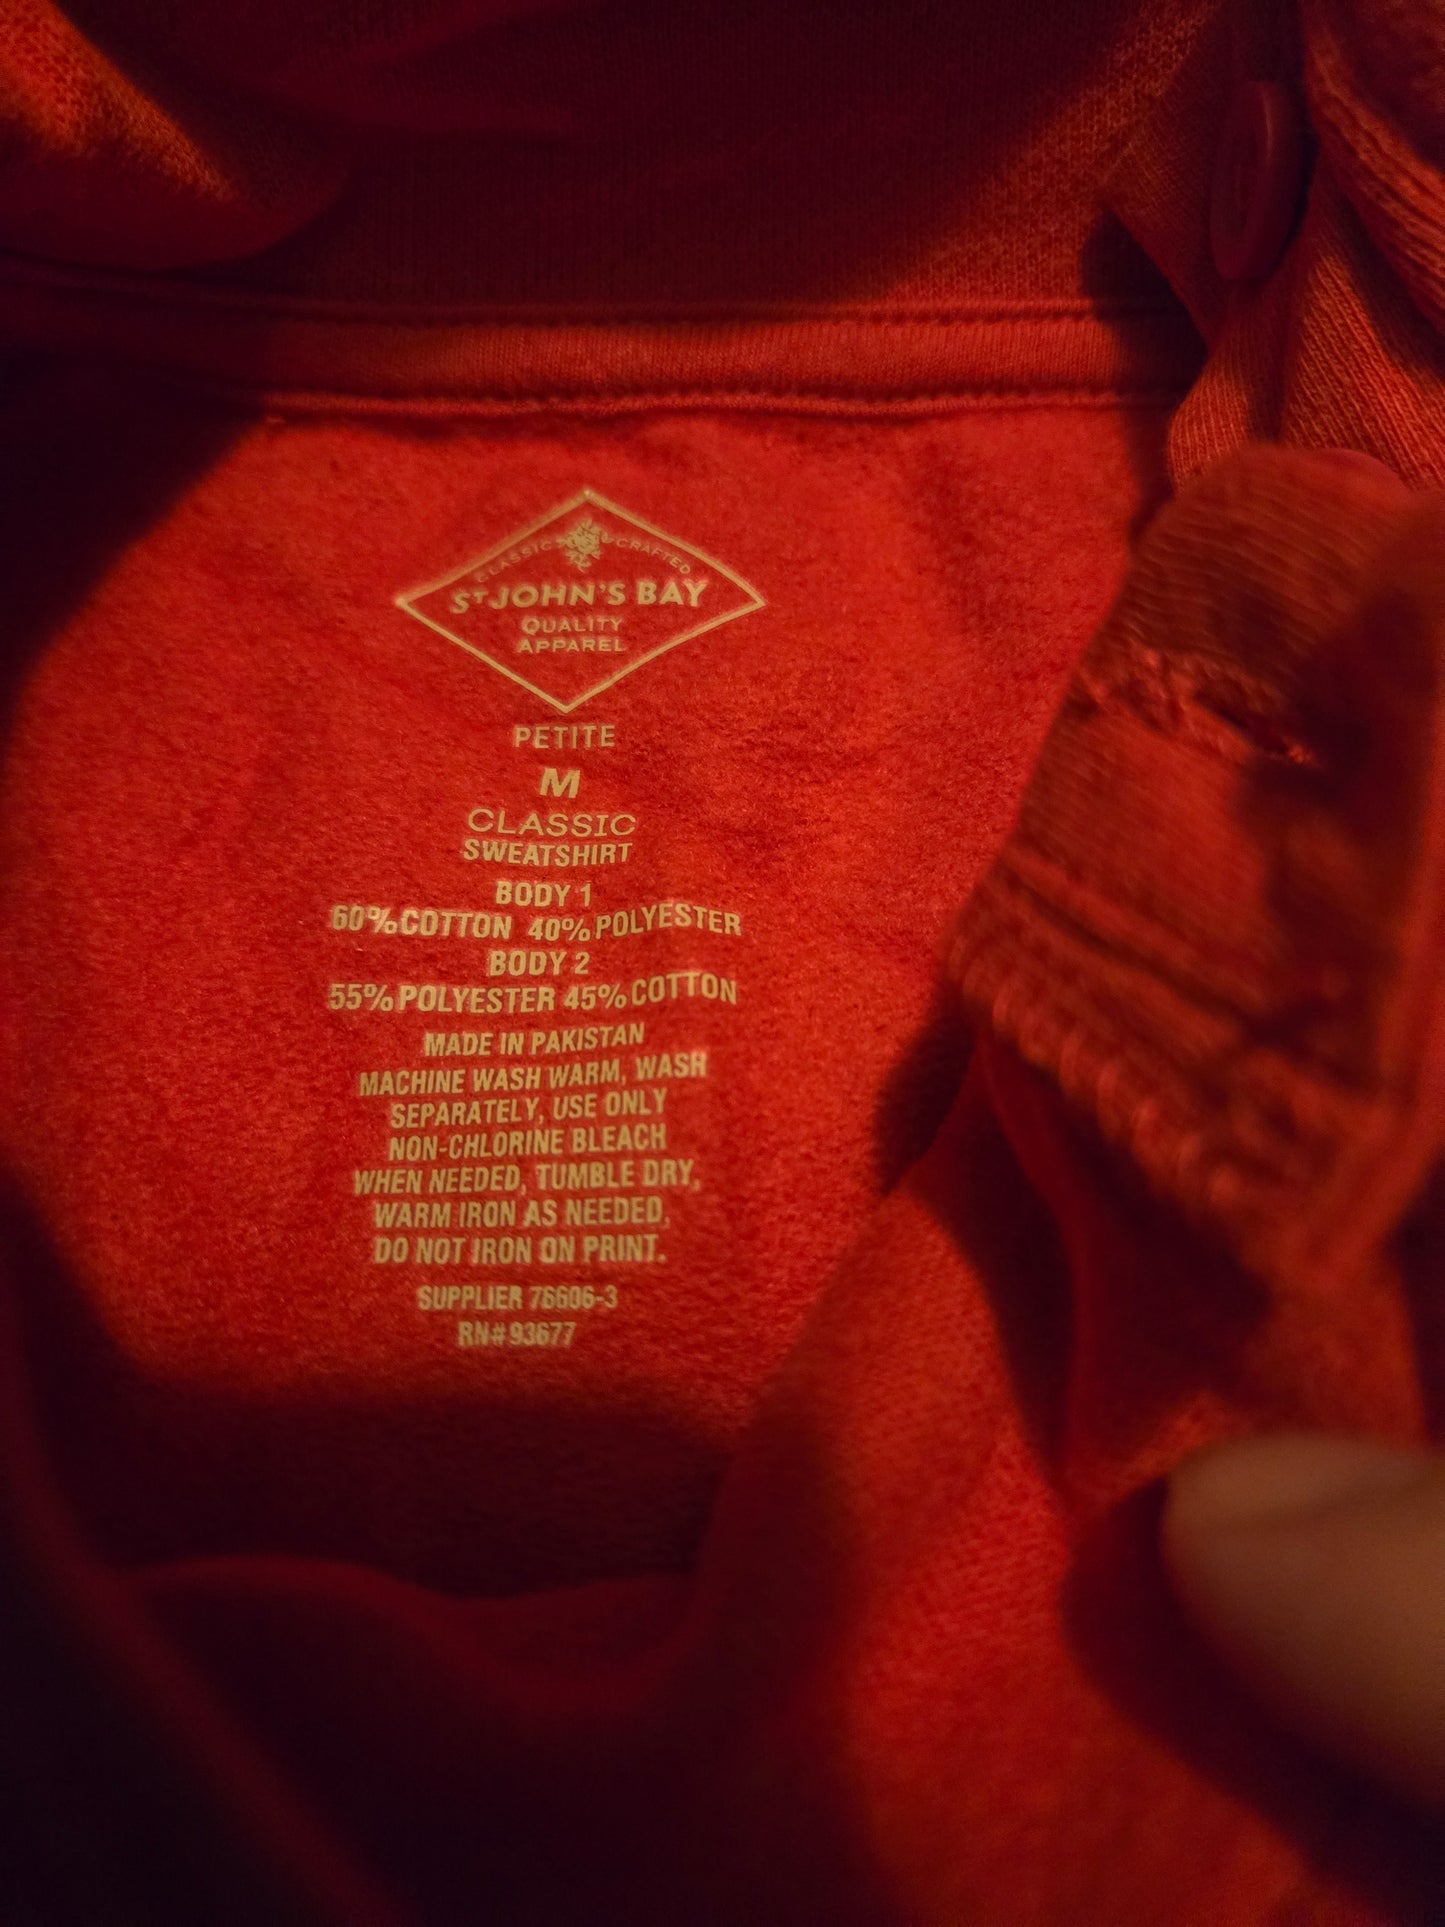 CLASSIC CRAFTED
ST JOHN'S BAY
QUALITY
APPAREL
PETITE
M
CLASSIC
SWEATSHIRT
BODY 1
60% COTTON 40% POLYESTER
BODY 2
55% POLYESTER 45% COTTON
MADE IN PAKISTAN
MACHINE WASH WARM, WASH
SEPARATELY, USE ONLY
NON-CHLORINE BLEACH
WHEN NEEDED, TUMBLE DRY,
WARM IRON AS NEEDED,
DO NOT IRON ON PRINT.
SUPPLIER 76606-3
RN# 93677